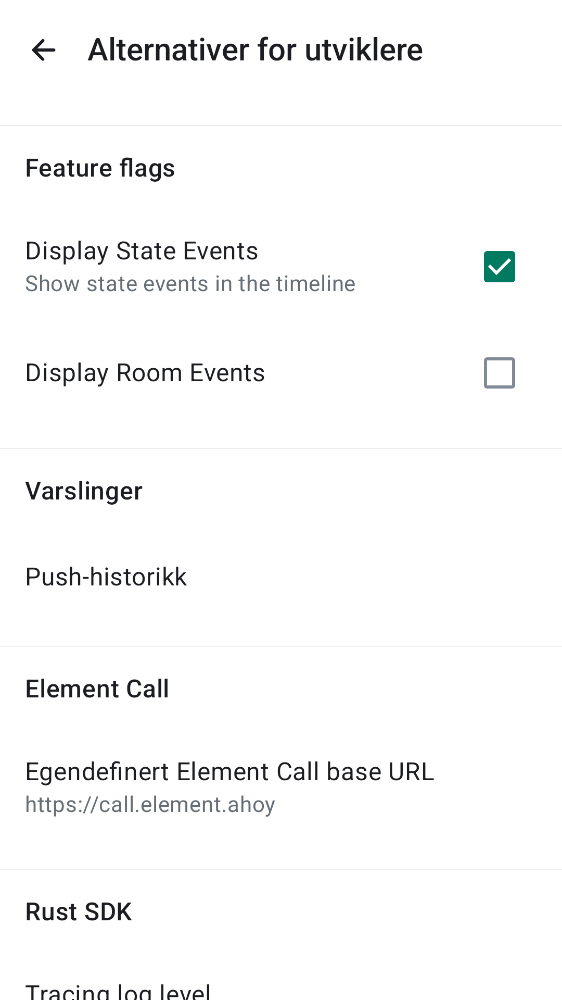 Alternativer for utviklere
Feature flags
Display State Events
Show state events in the timeline
Display Room Events
Varslinger
Push-historikk
Element Call
Egendefinert Element Call base URL
https://call.element.ahoy
Rust SDK
Tracing log level